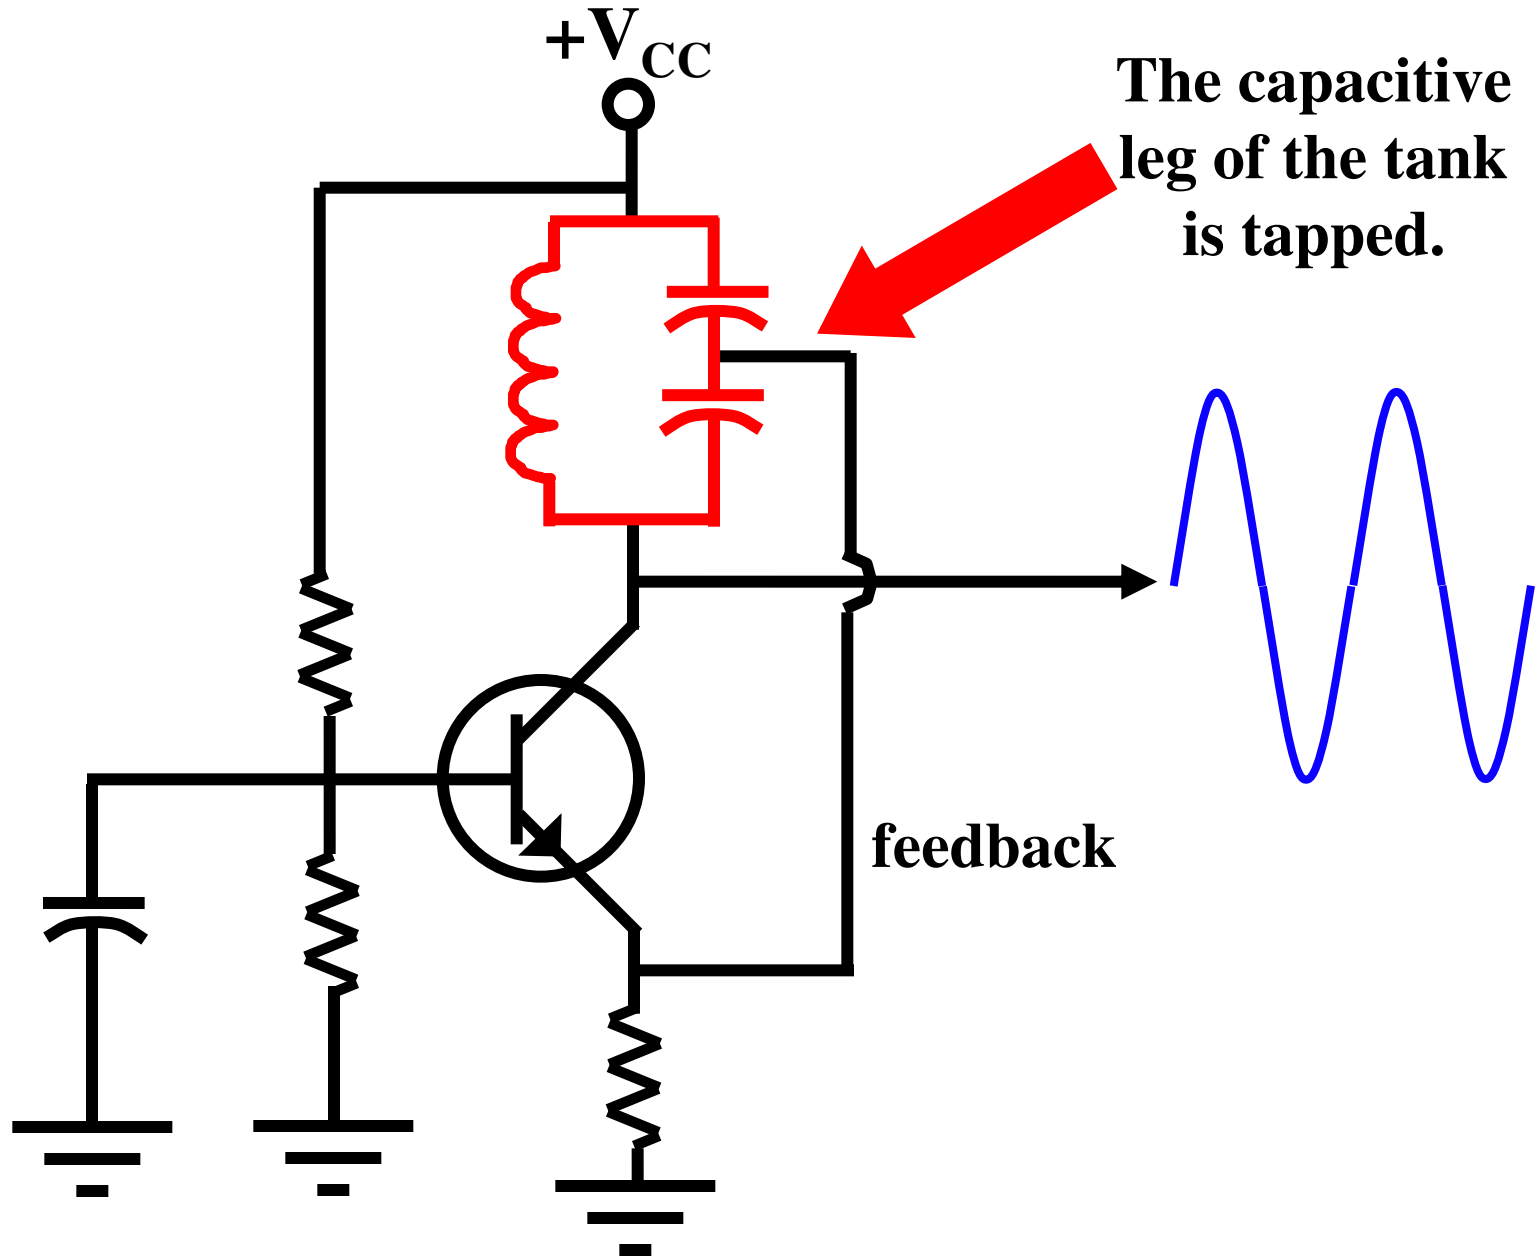 +VCC
The capacitive
leg of the tank
is tapped.
feedback